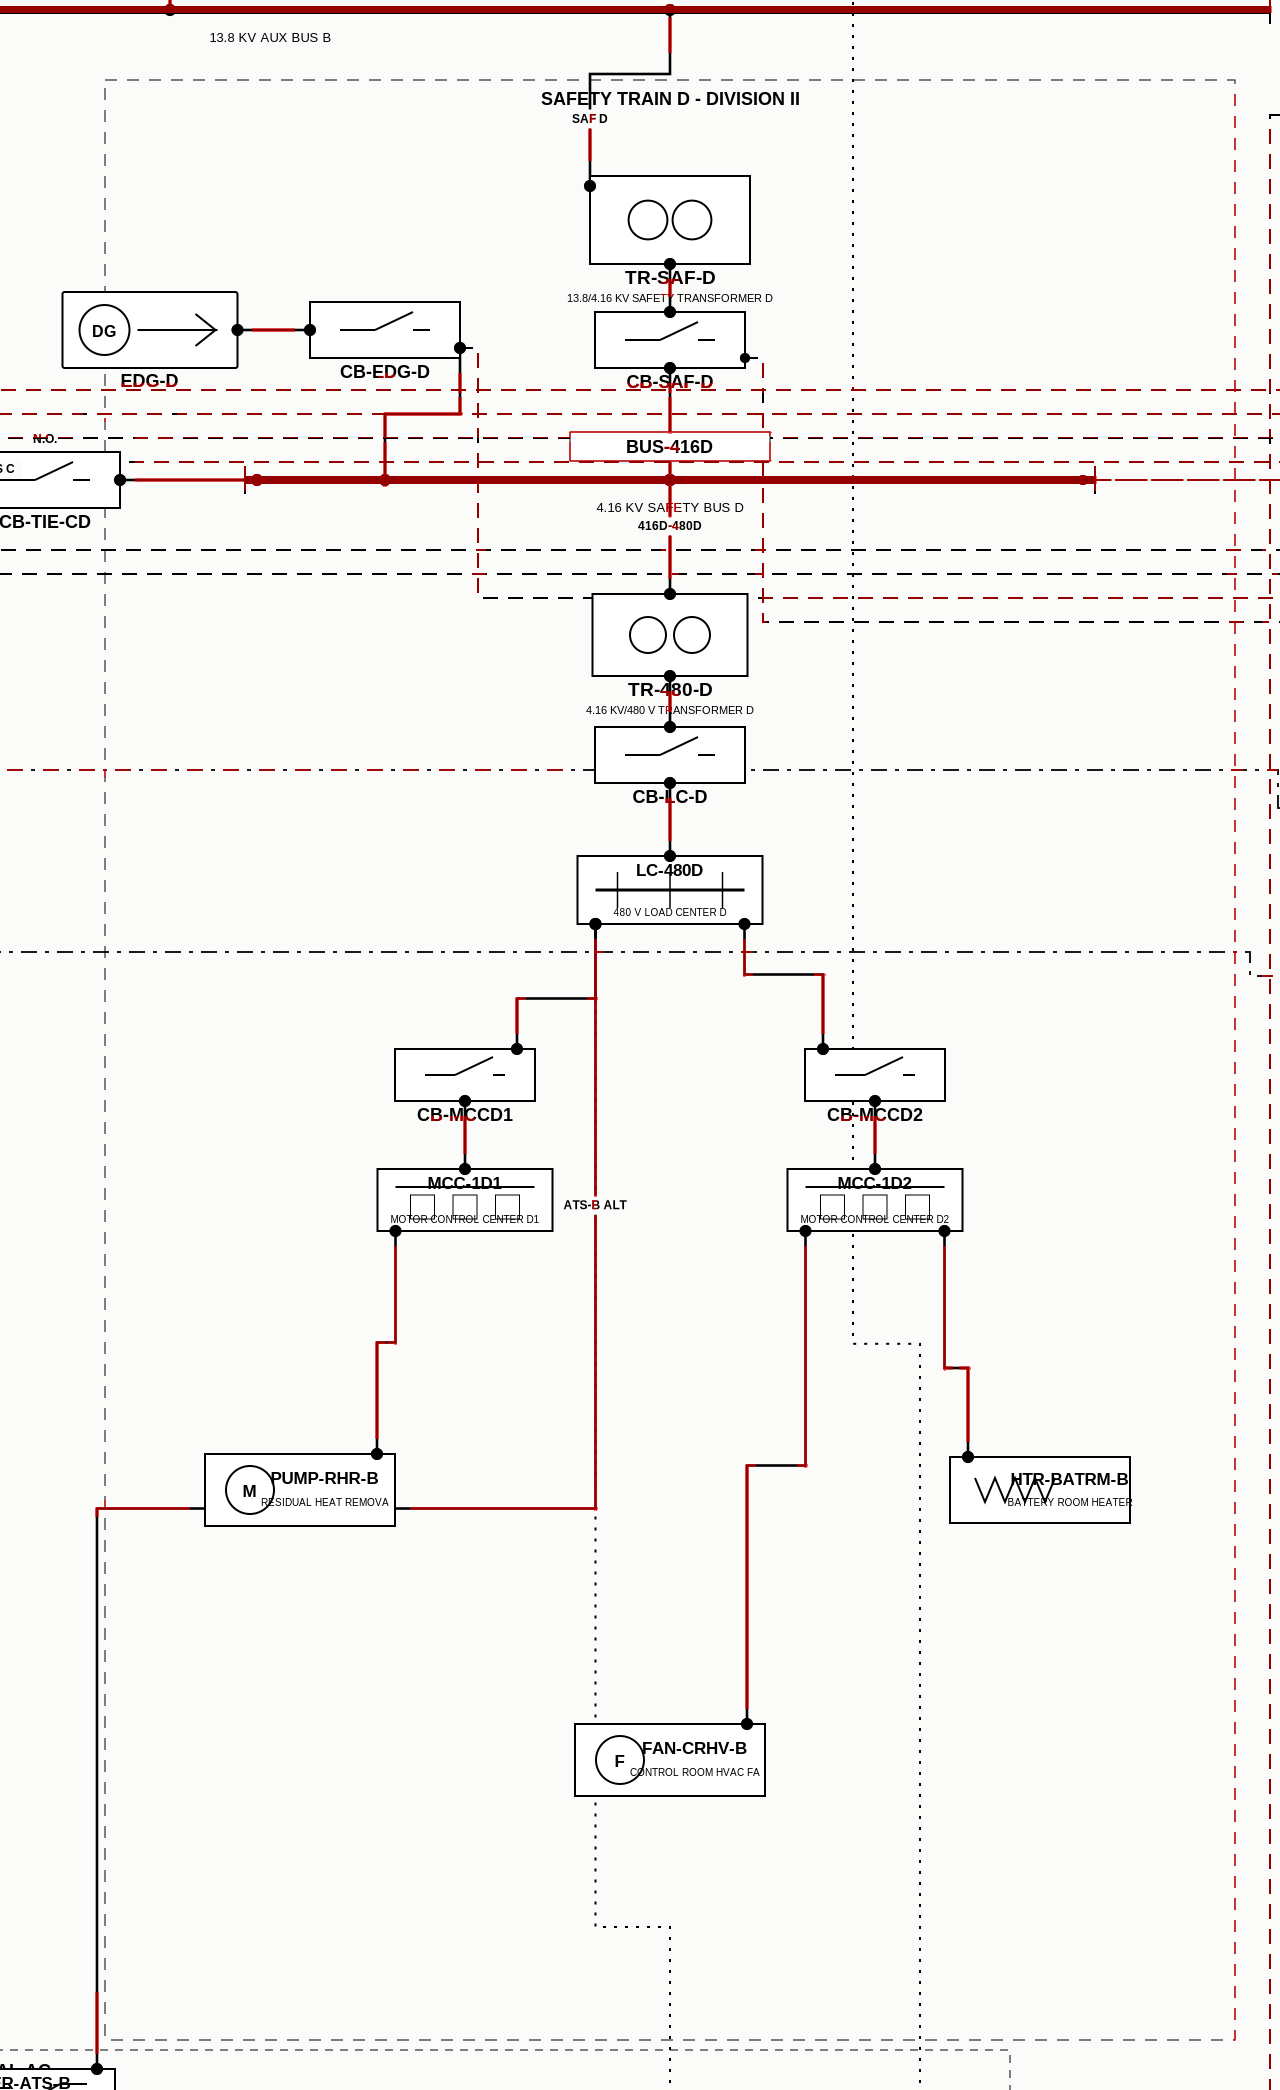 13.8 KV AUX BUS B
SAFETY TRAIN D - DIVISION II
SAF D
TR-SAF-D
13.8/4.16 KV SAFETY TRANSFORMER D
DG
EDG-D
CB-EDG-D
CB-SAF-D
N.O.
BUS-416D
S C
CB-TIE-CD
4.16 KV SAFETY BUS D
416D-480D
TR-480-D
4.16 KV/480 V TRANSFORMER D
CB-LC-D
LC-480D
480 V LOAD CENTER D
CB-MCCD1
CB-MCCD2
MCC-1D1
MOTOR CONTROL CENTER D1
MCC-1D2
MOTOR CONTROL CENTER D2
ATS-B ALT
M
PUMP-RHR-B
RESIDUAL HEAT REMOVA
HTR-BATRM-B
BATTERY ROOM HEATER
F
FAN-CRHV-B
CONTROL ROOM HVAC FA
R-ATS-B